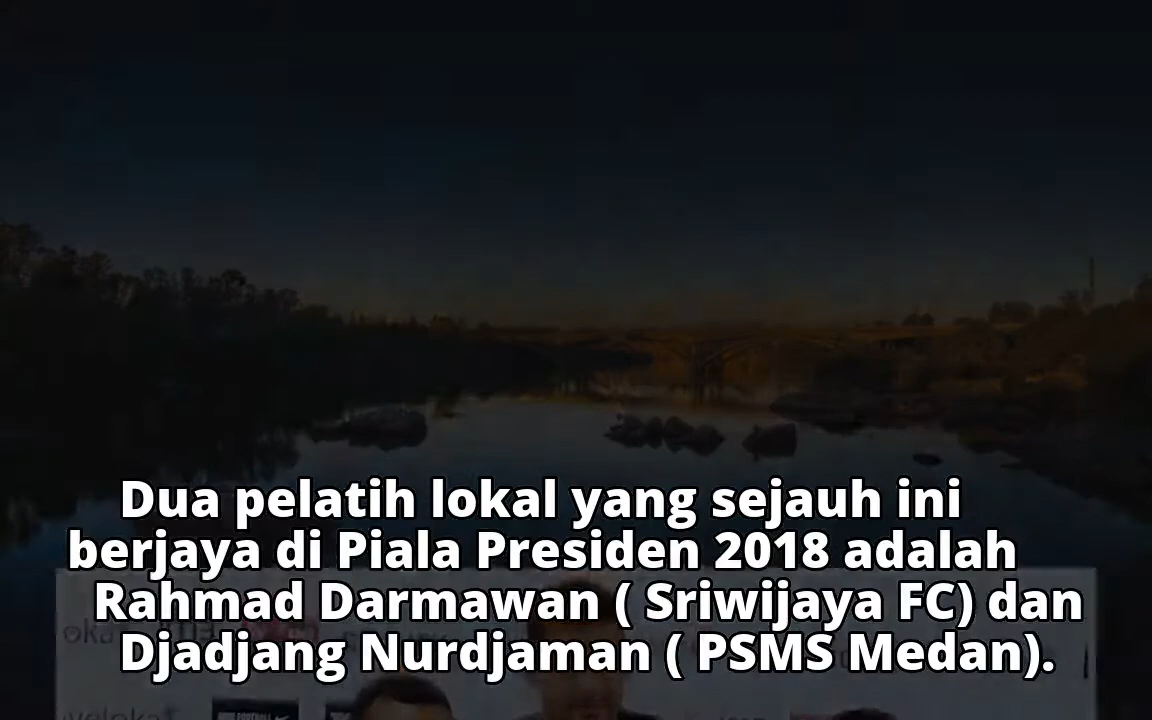 Dua pelatih lokal yang sejauh ini
berjaya di Piala Presiden 2018 adalah
Rahmad Darmawan ( Sriwijaya FC) dan
Djadjang Nurdjaman ( PSMS Medan).